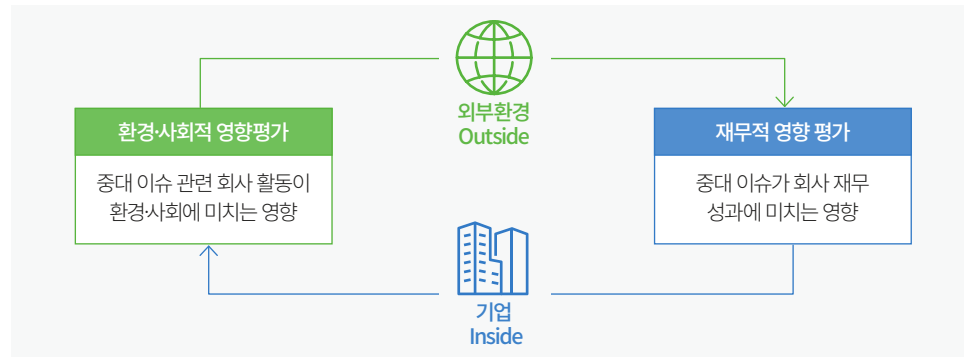 외부환경
Outside
환경·사회적 영향평가
중대 이슈 관련 회사 활동이
환경·사회에 미치는 영향
재무적 영향 평가
중대 이슈가 회사 재무
성과에 미치는 영향
기업
Inside